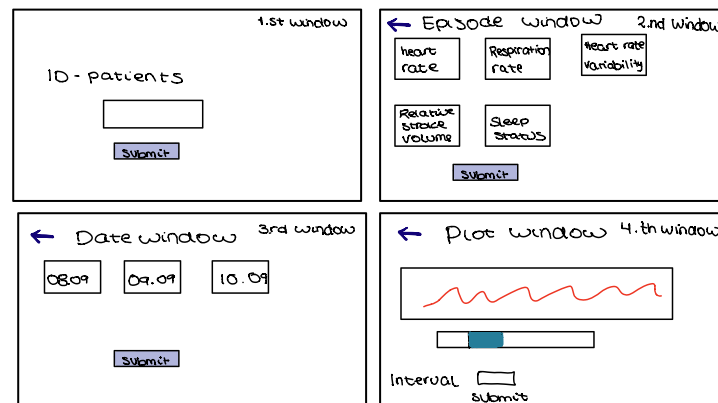 1.st window
ID-patients
Submit
Episode window
2.nd window
heart
rate
Respiration
rate
Heart rate
variability
Relative
stroke
volume
Sleep
status
Submit
Date window
3.rd window
08.09
09.09
10.09
Submit
Plot window
4.th window
Interval
submit